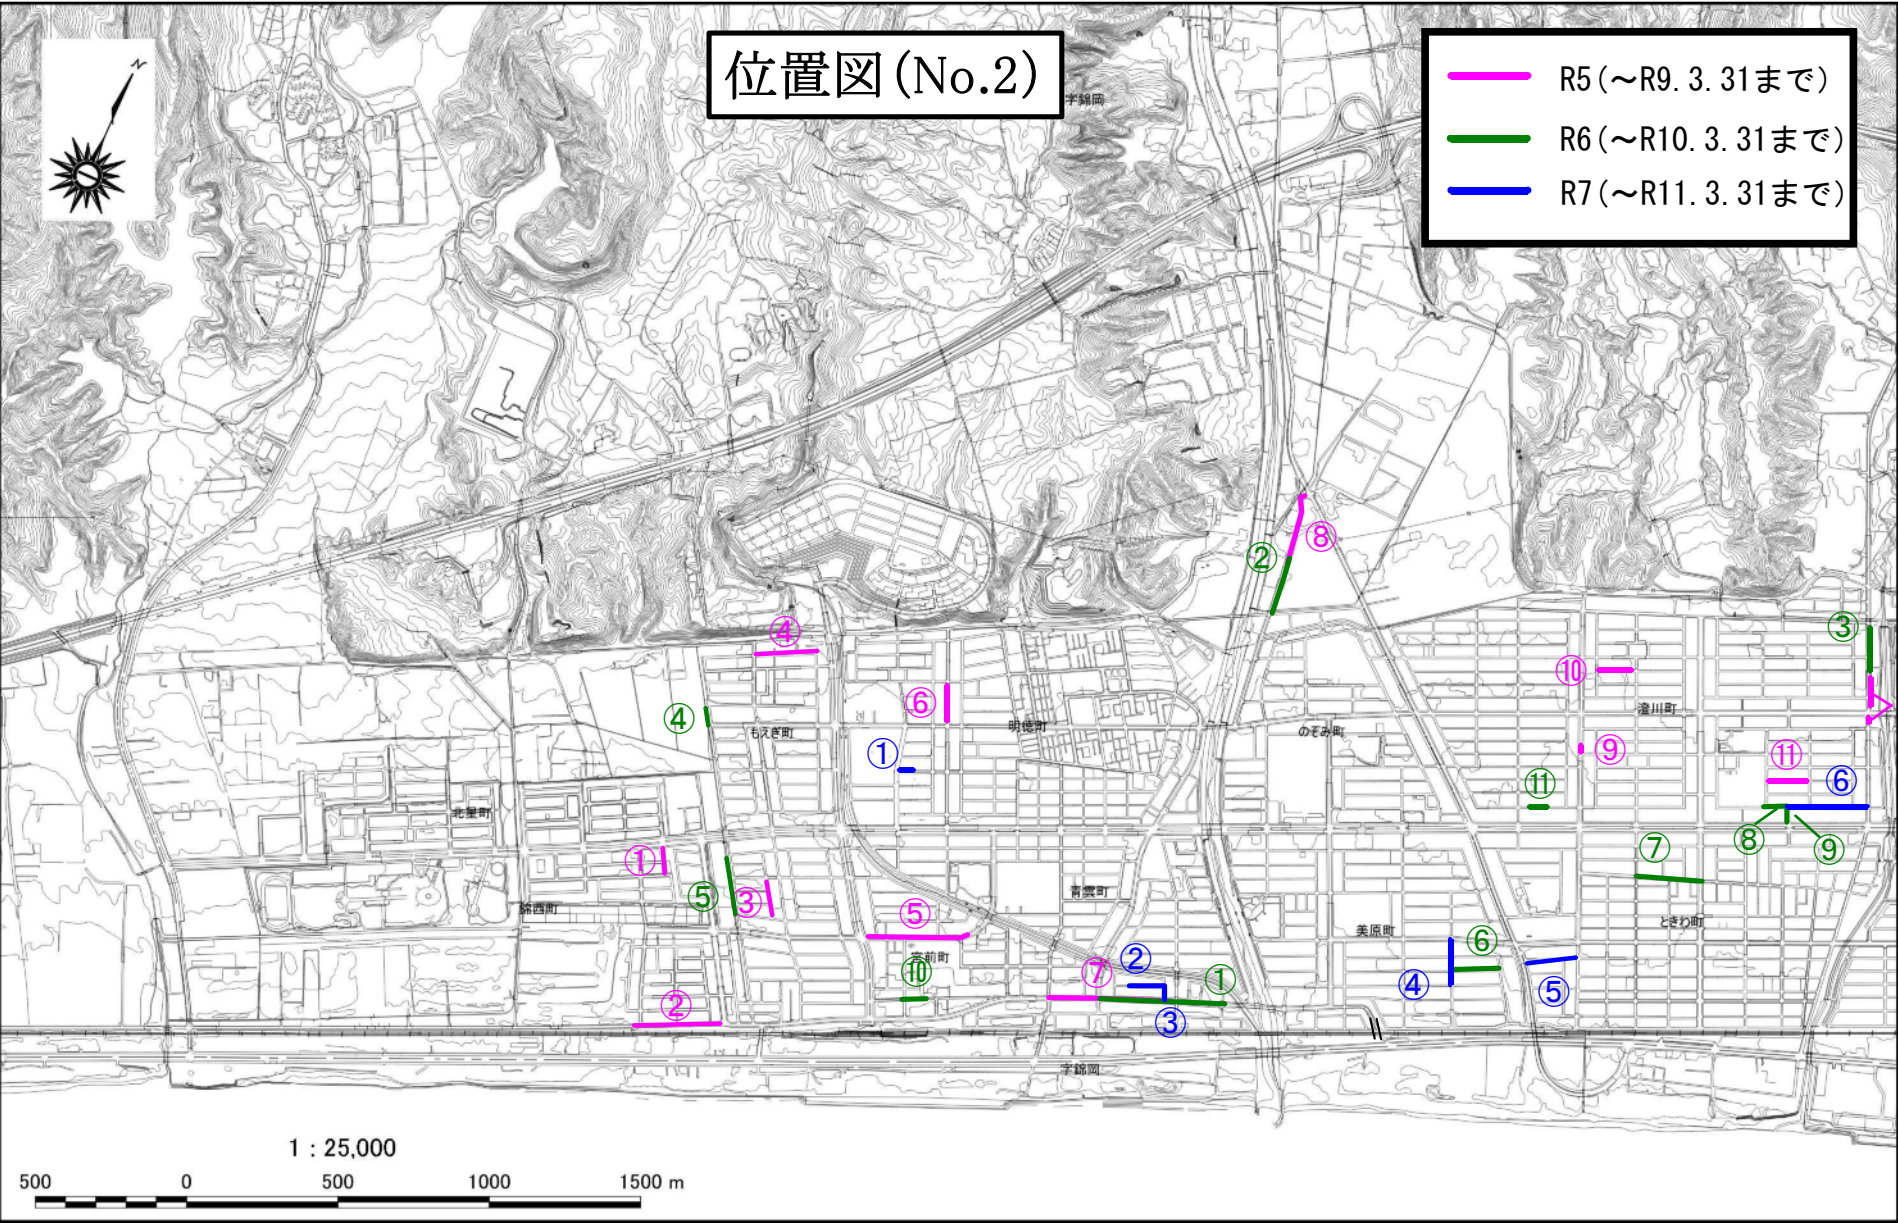 位置図(No.2)
N
R5(～R9.3.31まで)
R6(～R10.3.31まで)
R7(～R11.3.31まで)
字錦岡
⑧
②
③
④
⑩
⑥
④
澄川町
明徳町
もえぎ町
のぞみ町
①
⑨
⑪
⑪
⑥
北星町
⑧
⑨
⑦
①
⑤
③
錦西町
⑤
青雲町
ときわ町
美原町
⑥
宮前町
⑩
②
⑦
①
④
⑤
②
③
字錦岡
1：25,000
500 0 500 1000 1500 m